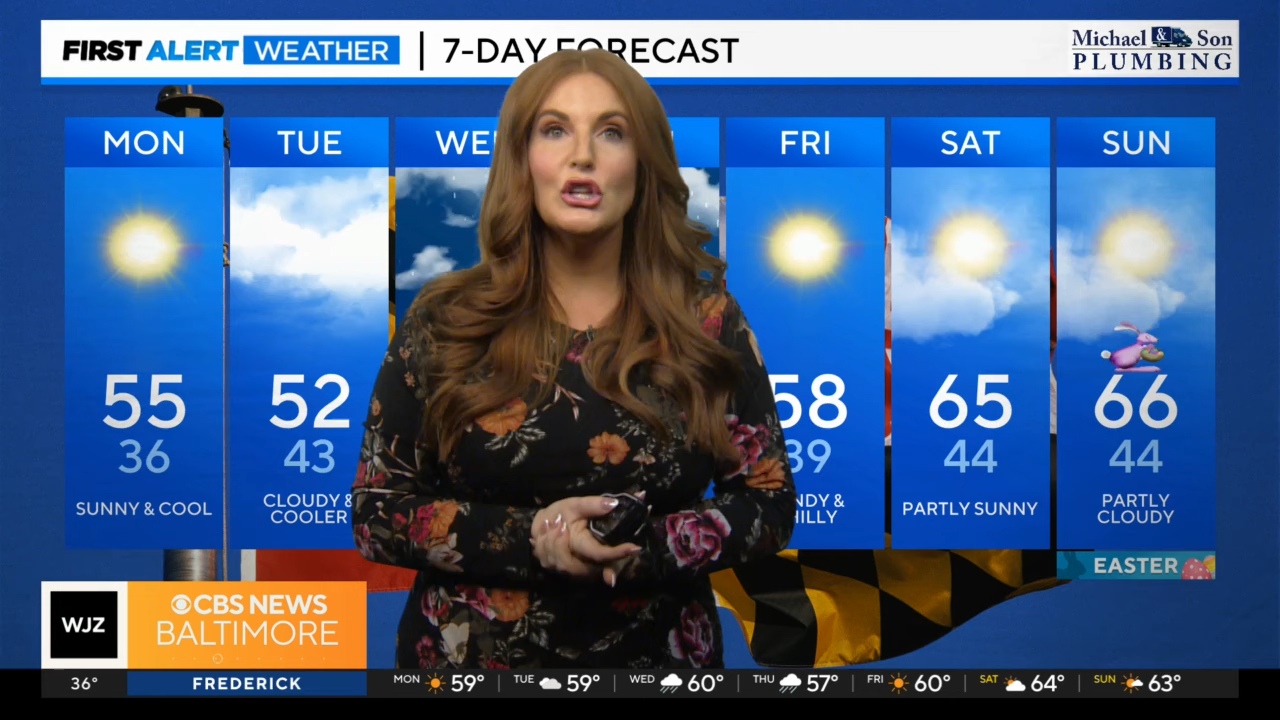 FIRST ALERT WEATHER | 7-DAY FORECAST
Michael & Son
PLUMBING
MON
TUE
FRI
SAT
SUN
55
52
58
65
66
36
43
39
44
44
SUNNY & COOL
CLOUDY &
COOLER
PARTLY SUNNY
PARTLY
CLOUDY
EASTER
WJZ
CBS NEWS
BALTIMORE
36°
FREDERICK
MON 59°
TUE 59°
WED 60°
THU 57°
FRI 60°
SAT 64°
SUN 63°